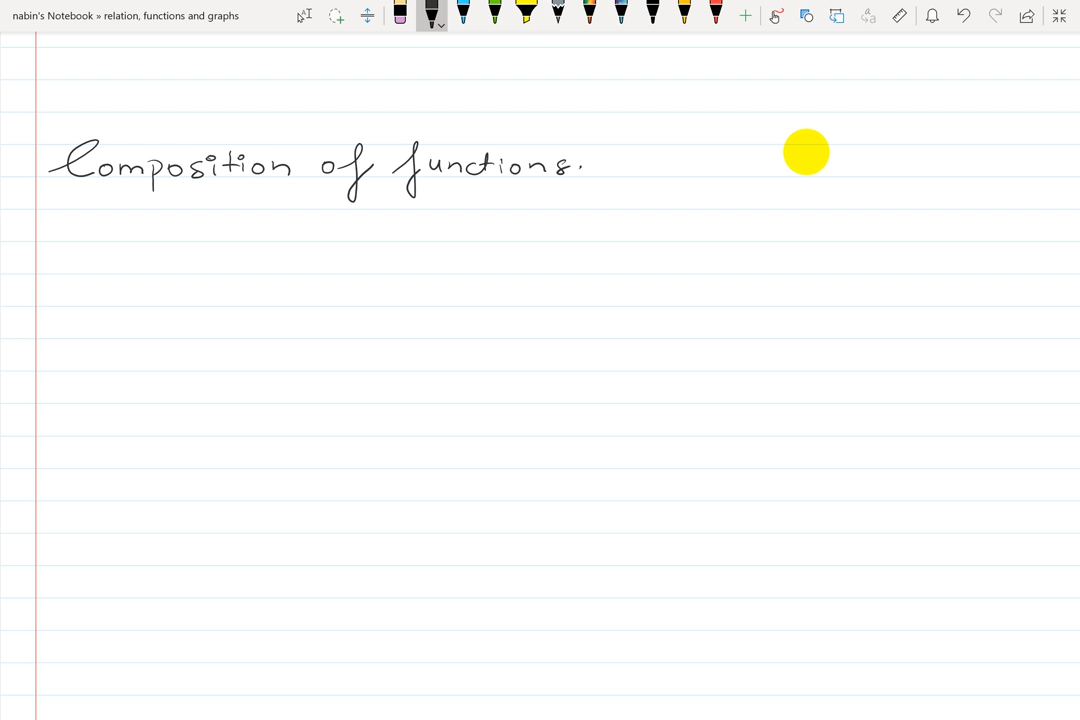 nabin's Notebook » relation, functions and graphs
Composition of functions.